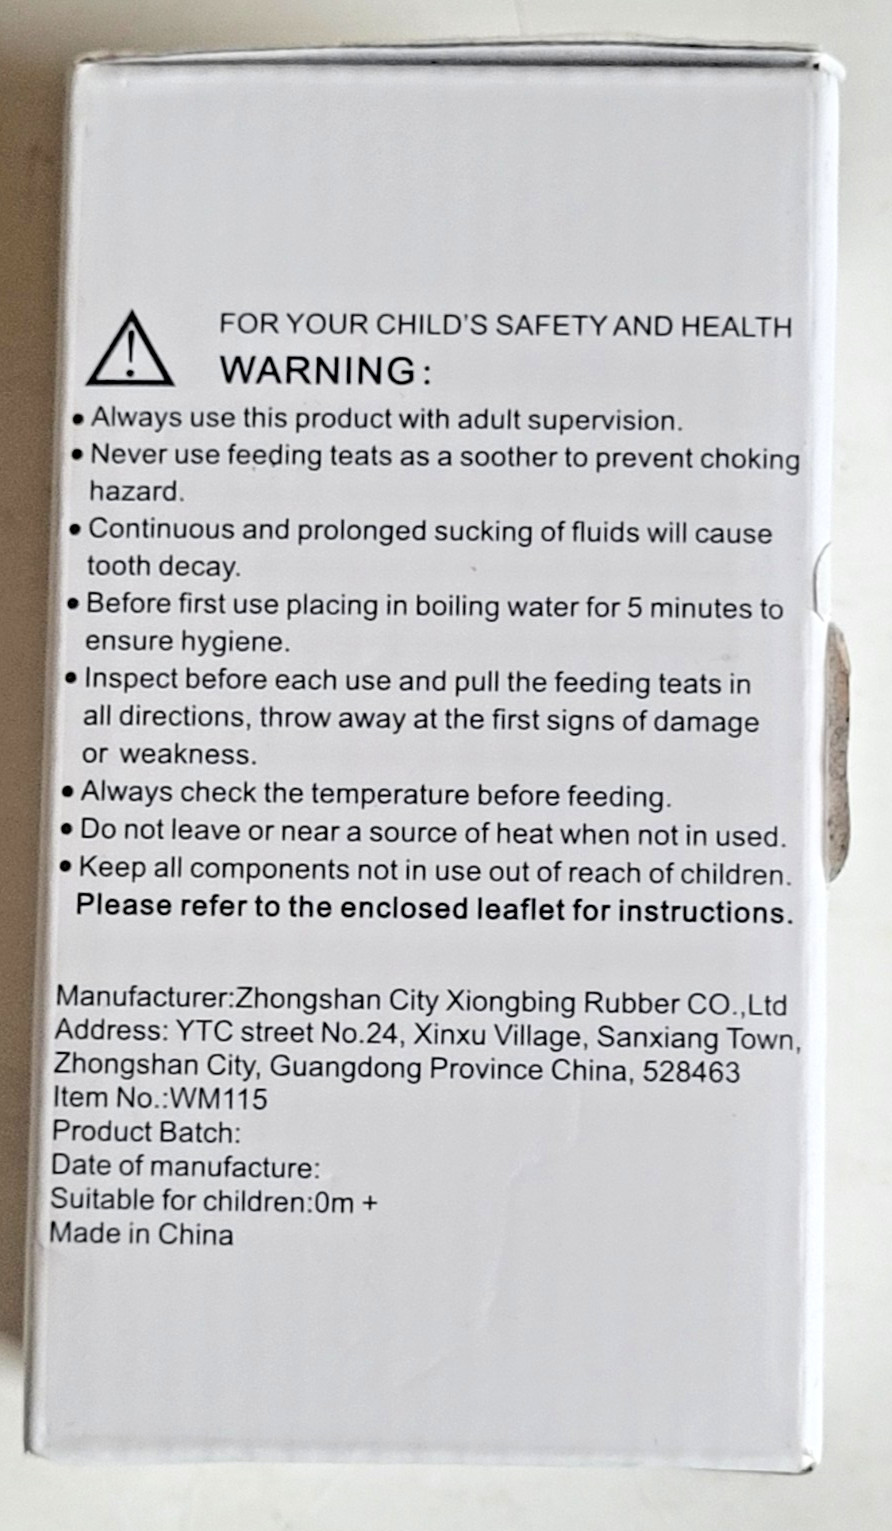 FOR YOUR CHILD'S SAFETY AND HEALTH
WARNING:
• Always use this product with adult supervision.
• Never use feeding teats as a soother to prevent choking
hazard.
• Continuous and prolonged sucking of fluids will cause
tooth decay.
• Before first use placing in boiling water for 5 minutes to
ensure hygiene.
• Inspect before each use and pull the feeding teats in
all directions, throw away at the first signs of damage
or weakness.
• Always check the temperature before feeding.
• Do not leave or near a source of heat when not in used.
• Keep all components not in use out of reach of children.
Please refer to the enclosed leaflet for instructions.
Manufacturer:Zhongshan City Xiongbing Rubber CO.,Ltd
Address: YTC street No.24, Xinxu Village, Sanxiang Town,
Zhongshan City, Guangdong Province China, 528463
Item No.:WM115
Product Batch:
Date of manufacture:
Suitable for children:0m +
Made in China